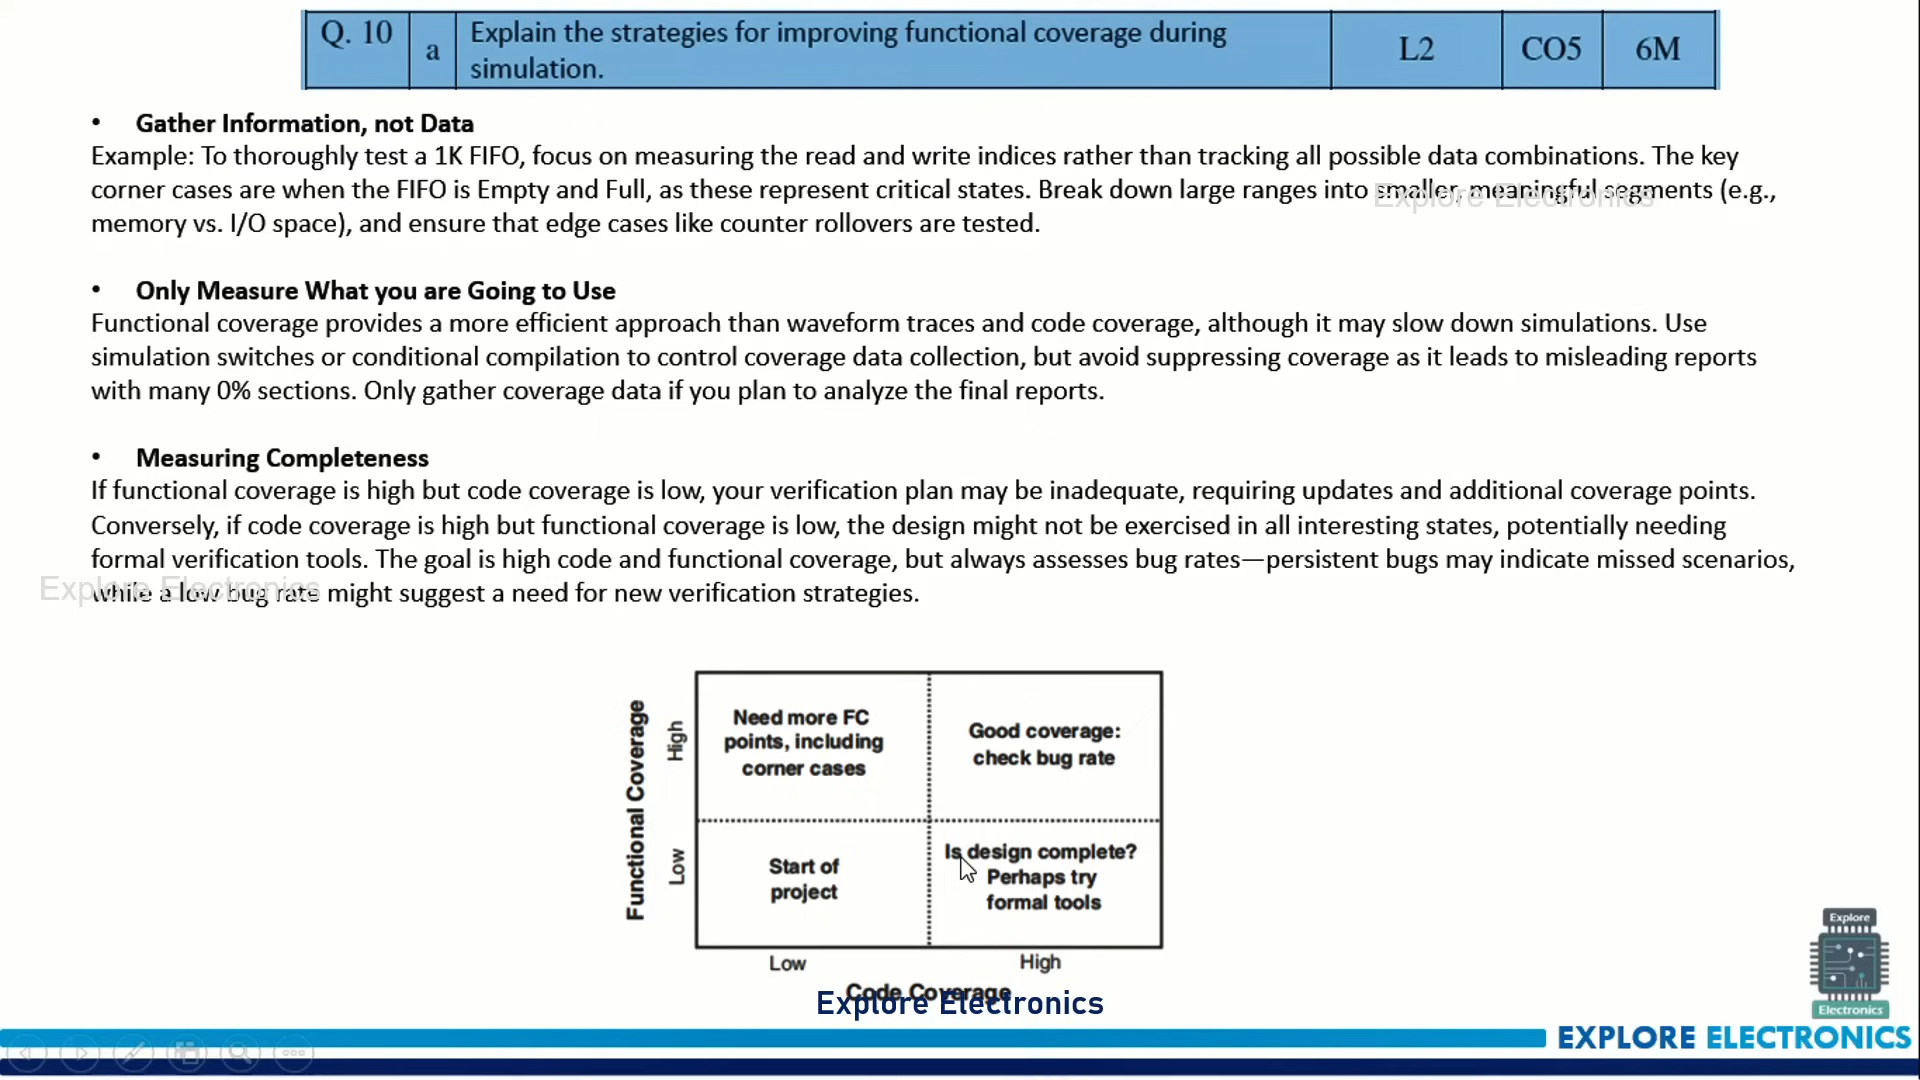 Q. 10 a Explain the strategies for improving functional coverage during L2 CO5 6M
simulation.
• Gather Information, not Data
Example: To thoroughly test a 1K FIFO, focus on measuring the read and write indices rather than tracking all possible data combinations. The key
corner cases are when the FIFO is Empty and Full, as these represent critical states. Break down large ranges into smaller, meaningful segments (e.g.,
memory vs. I/O space), and ensure that edge cases like counter rollovers are tested.
Explore Electronics
• Only Measure What you are Going to Use
Functional coverage provides a more efficient approach than waveform traces and code coverage, although it may slow down simulations. Use
simulation switches or conditional compilation to control coverage data collection, but avoid suppressing coverage as it leads to misleading reports
with many 0% sections. Only gather coverage data if you plan to analyze the final reports.
• Measuring Completeness
If functional coverage is high but code coverage is low, your verification plan may be inadequate, requiring updates and additional coverage points.
Conversely, if code coverage is high but functional coverage is low, the design might not be exercised in all interesting states, potentially needing
formal verification tools. The goal is high code and functional coverage, but always assesses bug rates—persistent bugs may indicate missed scenarios,
while a low bug rate might suggest a need for new verification strategies.
Explore Electronics
Functional Coverage
High
Low
Need more FC
points, including
corner cases
Good coverage:
check bug rate
Start of
project
Is design complete?
Perhaps try
formal tools
Low
High
Code Coverage
Explore Electronics
Explore
Electronics
EXPLORE ELECTRONICS